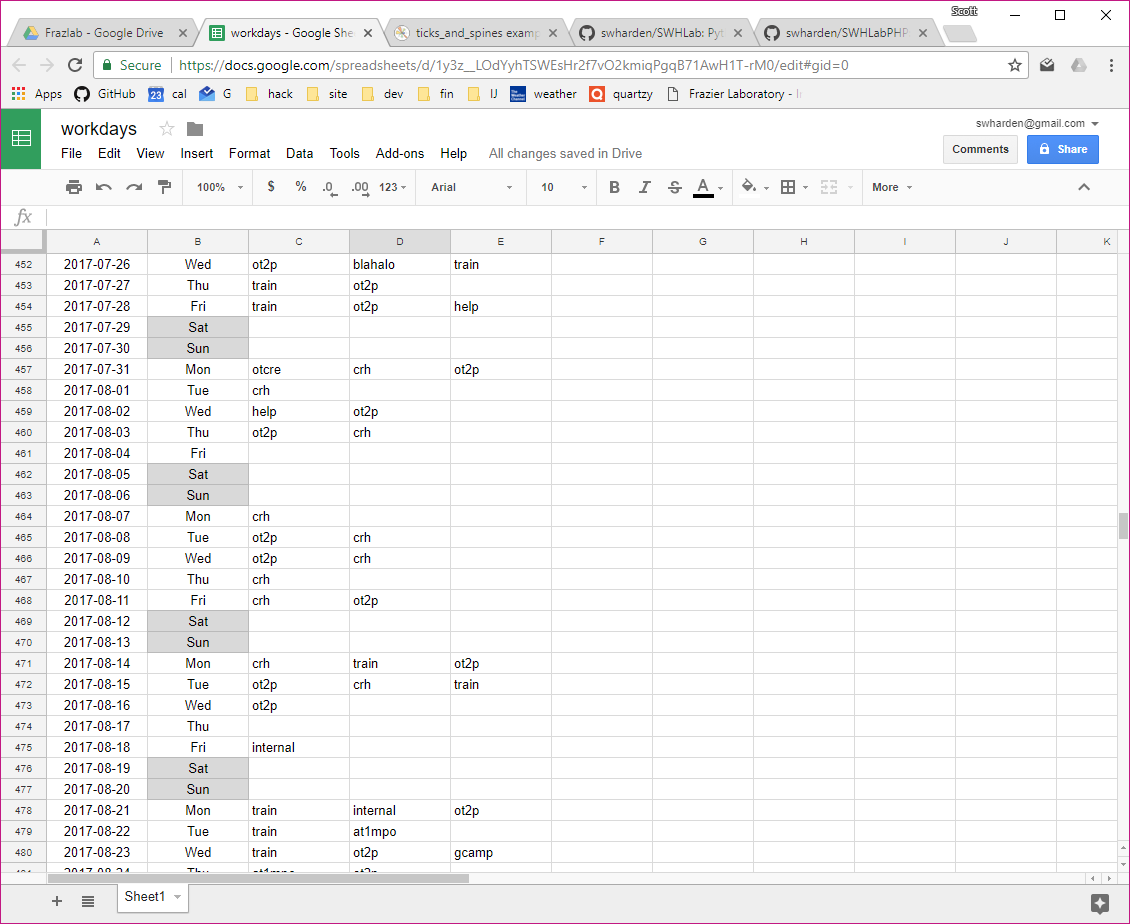 Scott
Frazlab - Google Drive × workdays - Google She × ticks_and_spines examp × swharden/SWHLab: Pyt × swharden/SWHLabPHP ×
Secure https://docs.google.com/spreadsheets/d/1y3z__LOdYyhTSWEsHr2f7vO2kmiqPgqB71AwH1T-rM0/edit#gid=0
Apps GitHub 23 cal G hack site dev fin IJ weather quartzy Frazier Laboratory -
workdays swharden@gmail.com
File Edit View Insert Format Data Tools Add-ons Help All changes saved in Drive Comments Share
100% $ % .0 .00 123 Arial 10 B I S A More
fx
A B C D E F G H I J K
452 2017-07-26 Wed ot2p blahalo train
453 2017-07-27 Thu train ot2p
454 2017-07-28 Fri train ot2p help
455 2017-07-29 Sat
456 2017-07-30 Sun
457 2017-07-31 Mon otcre crh ot2p
458 2017-08-01 Tue crh
459 2017-08-02 Wed help ot2p
460 2017-08-03 Thu ot2p crh
461 2017-08-04 Fri
462 2017-08-05 Sat
463 2017-08-06 Sun
464 2017-08-07 Mon crh
465 2017-08-08 Tue ot2p crh
466 2017-08-09 Wed ot2p crh
467 2017-08-10 Thu crh
468 2017-08-11 Fri crh ot2p
469 2017-08-12 Sat
470 2017-08-13 Sun
471 2017-08-14 Mon crh train ot2p
472 2017-08-15 Tue ot2p crh train
473 2017-08-16 Wed ot2p
474 2017-08-17 Thu
475 2017-08-18 Fri internal
476 2017-08-19 Sat
477 2017-08-20 Sun
478 2017-08-21 Mon train internal ot2p
479 2017-08-22 Tue train at1mpo
480 2017-08-23 Wed train ot2p gcamp
Sheet1